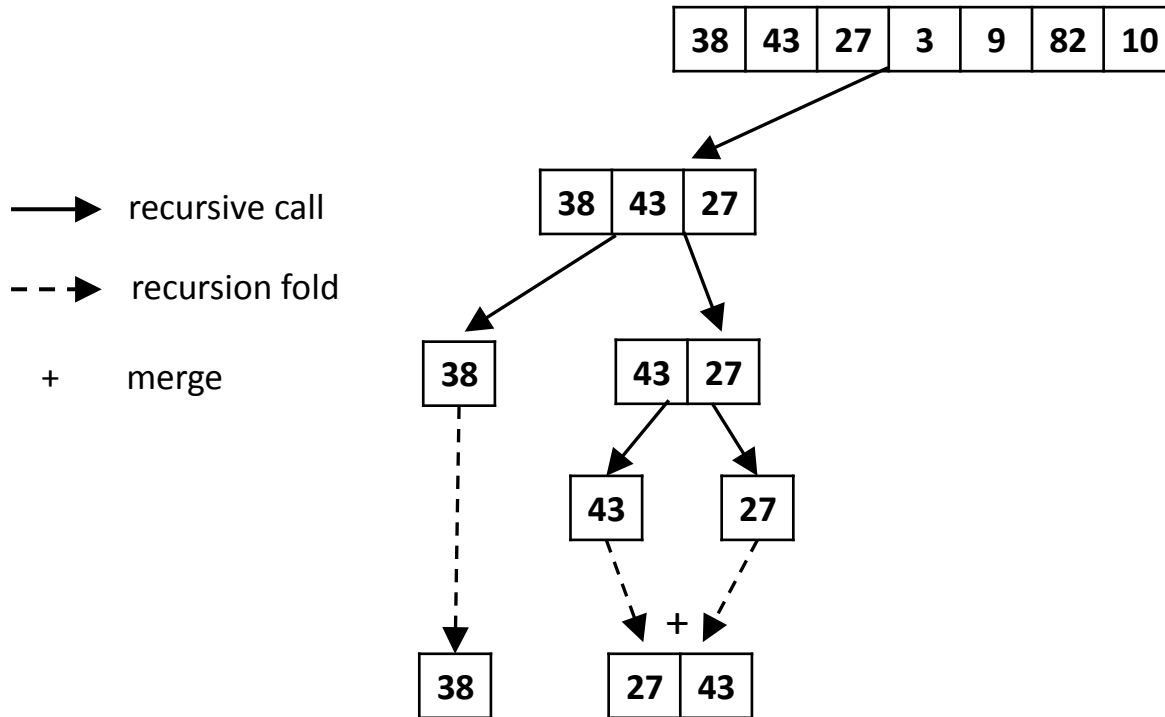 38 43 27 3 9 82 10
38 43 27
recursive call
recursion fold
38
43 27
+ merge
43
27
+
38
27 43